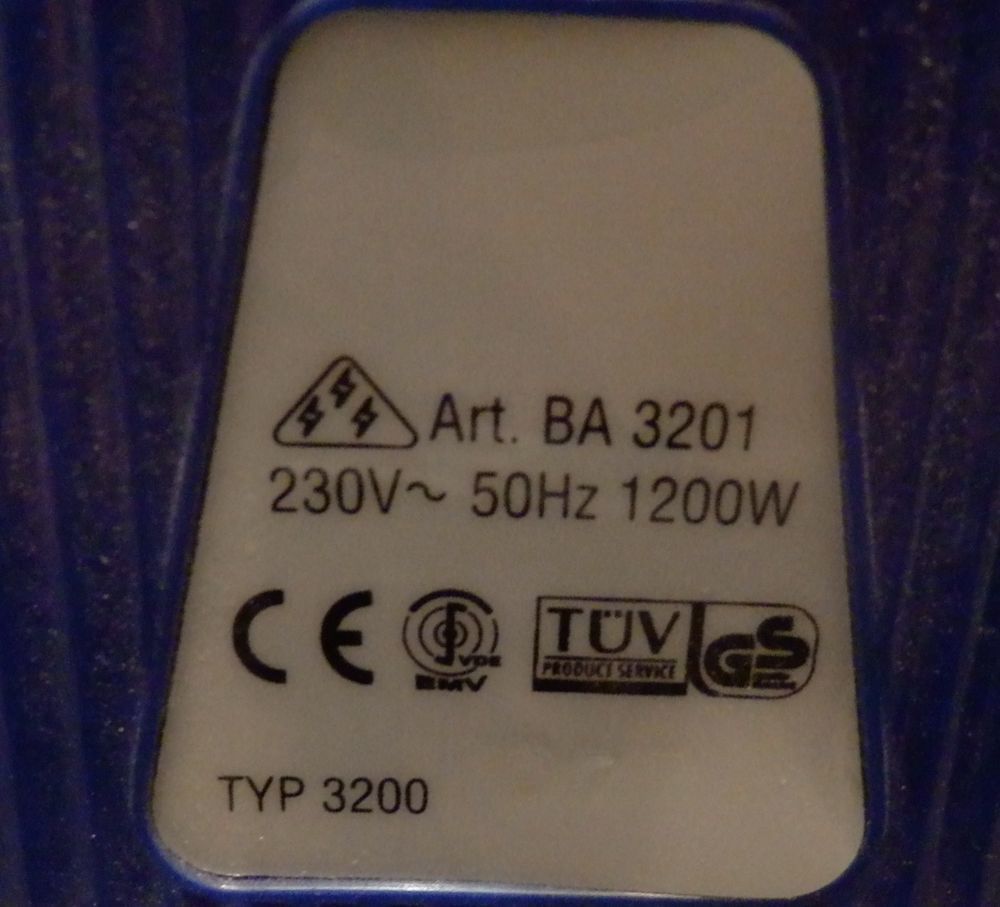 Art. BA 3201
230V~ 50Hz 1200W
CE VDE TÜV GS
EMV PRODUCT SERVICE
TYP 3200